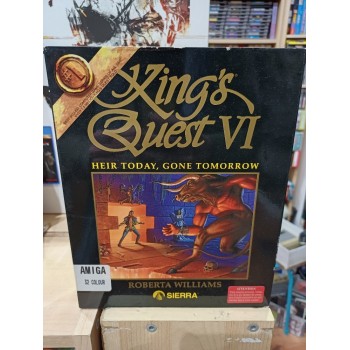 King's
Quest VI
HEIR TODAY, GONE TOMORROW
AMIGA
32 COLOUR
ROBERTA WILLIAMS
SIERRA